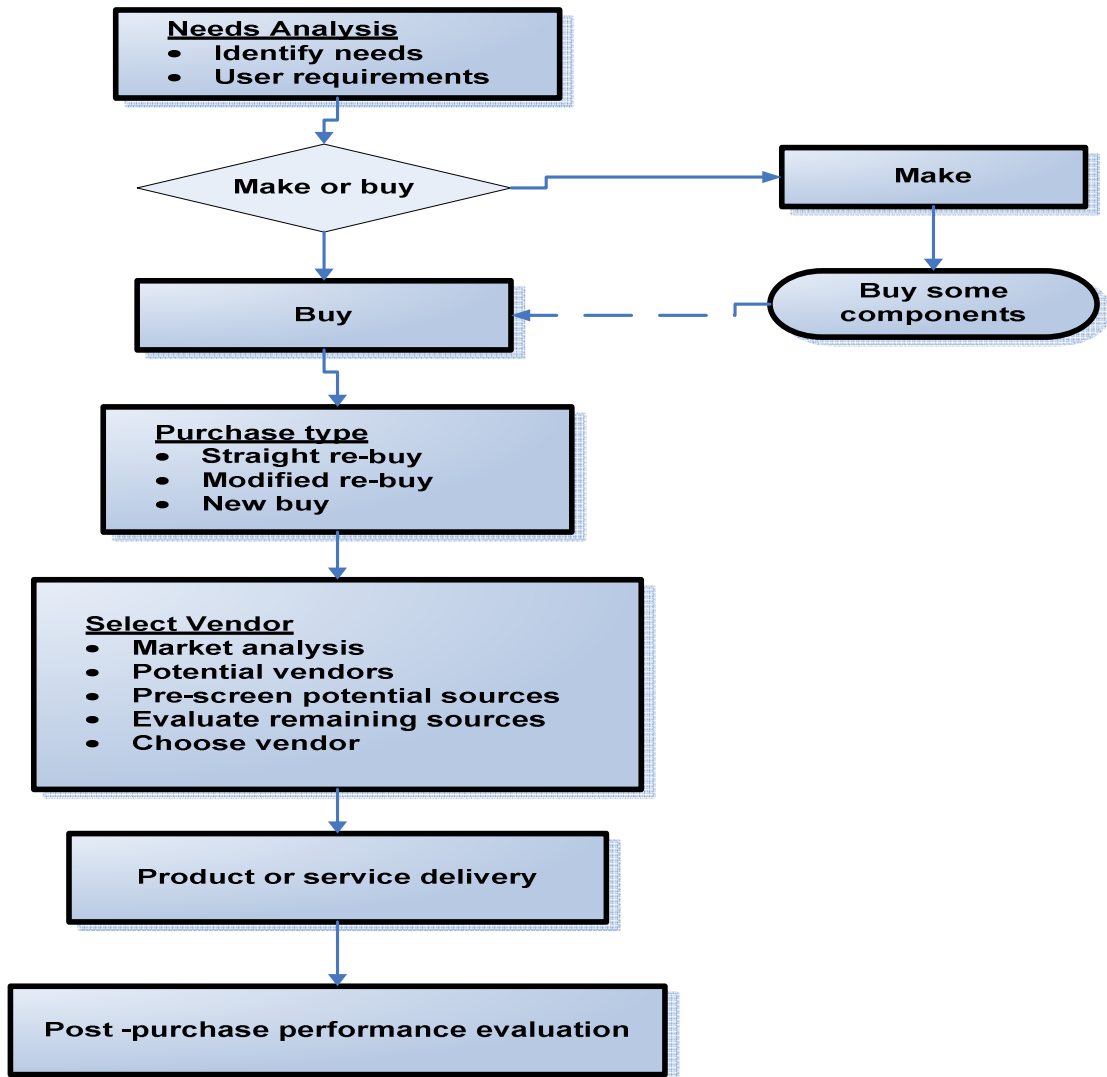 Needs Analysis
• Identify needs
• User requirements
Make or buy
Make
Buy
Buy some
components
Purchase type
• Straight re-buy
• Modified re-buy
• New buy
Select Vendor
• Market analysis
• Potential vendors
• Pre-screen potential sources
• Evaluate remaining sources
• Choose vendor
Product or service delivery
Post -purchase performance evaluation